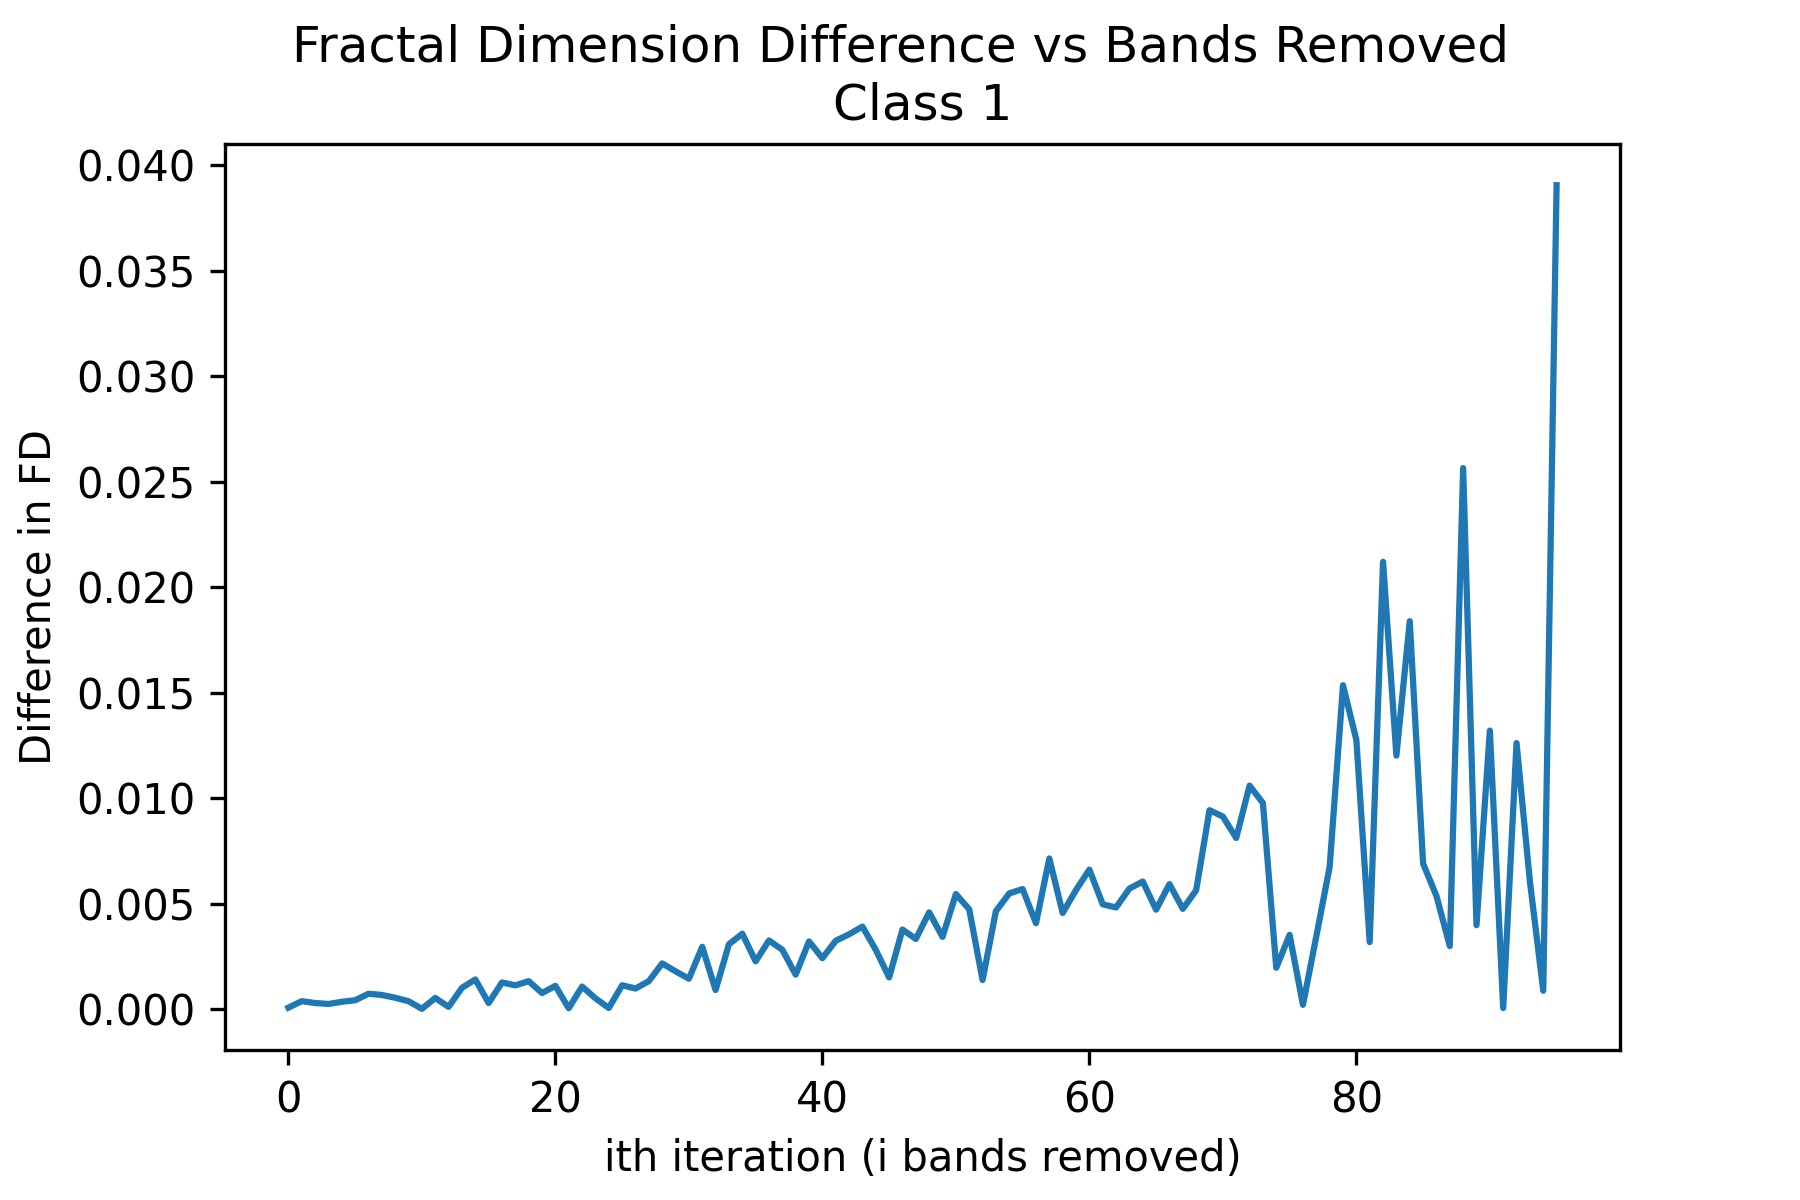 Fractal Dimension Difference vs Bands Removed
Class 1
0.040
0.035
0.030
0.025
0.020
0.015
0.010
0.005
0.000
Difference in FD
0 20 40 60 80
ith iteration (i bands removed)